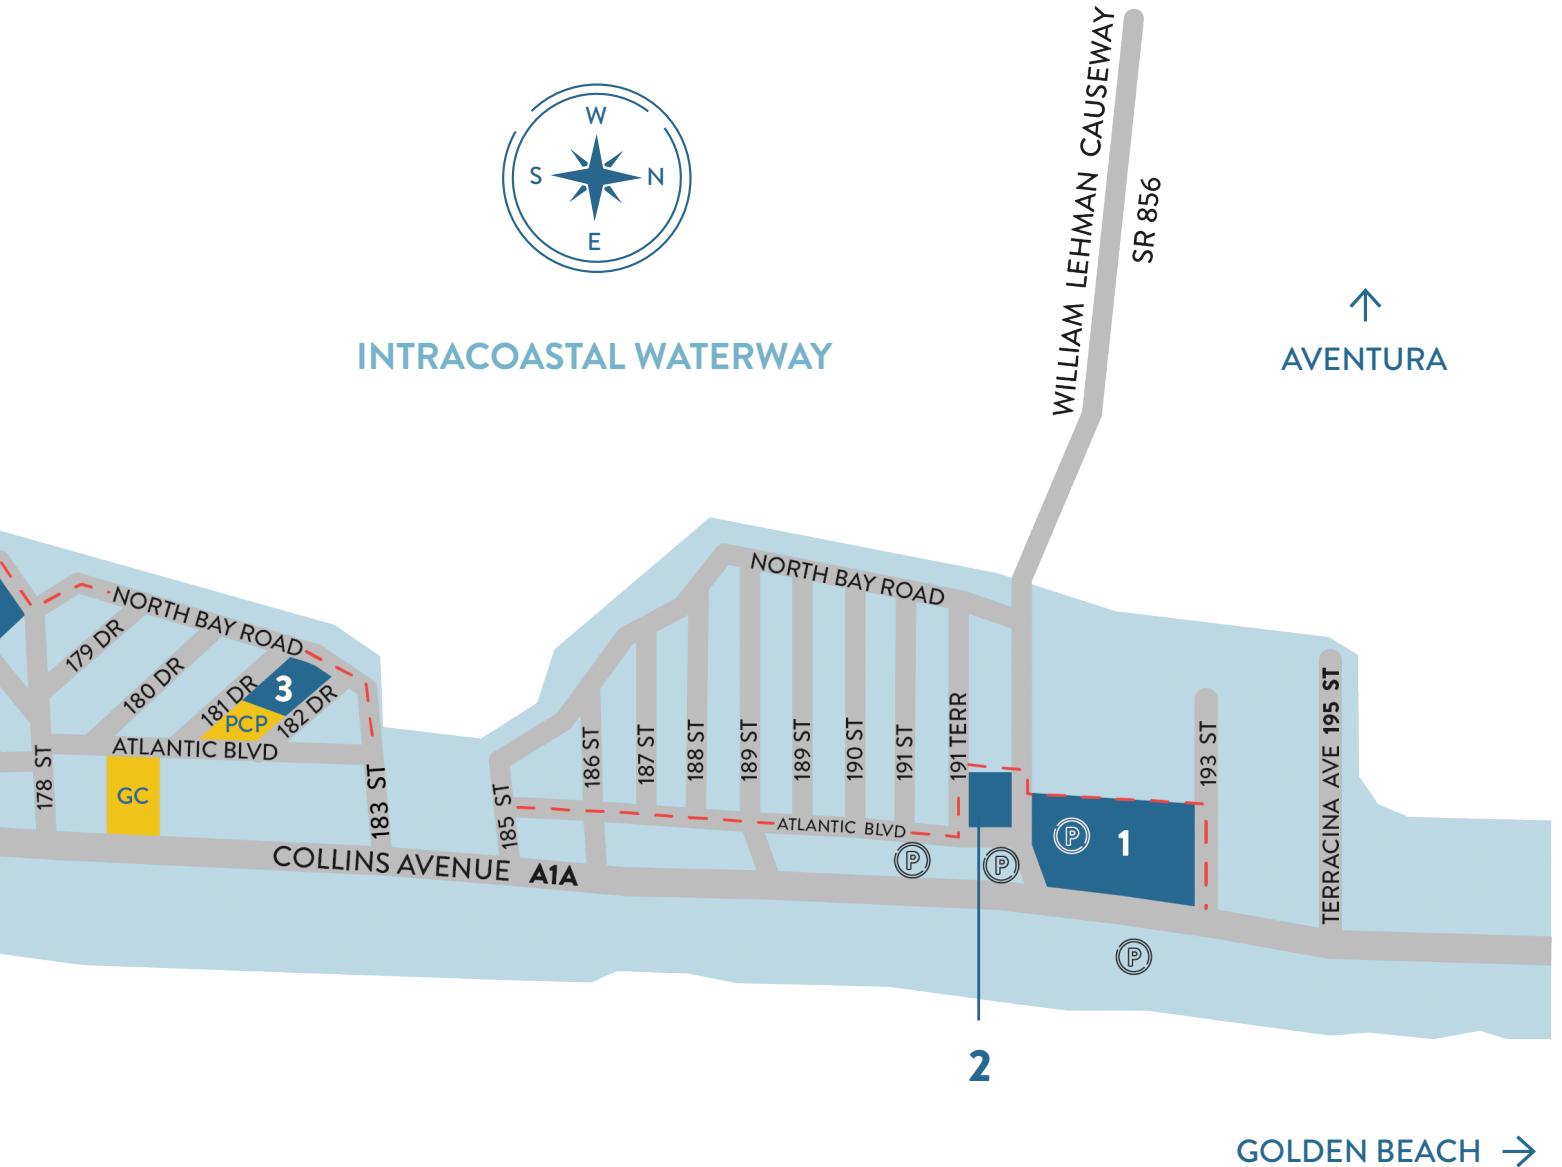 WILLIAM LEHMAN CAUSEWAY
SR 856
W
S
N
E
INTRACOASTAL WATERWAY
AVENTURA
NORTH BAY ROAD
NORTH BAY ROAD
179 DR
180 DR
181 DR
3
182 DR
PCP
ATLANTIC BLVD
GC
178 ST
183 ST
185 ST
186 ST
187 ST
188 ST
189 ST
189 ST
190 ST
191 ST
191 TERR
193 ST
TERRACINA AVE 195 ST
ATLANTIC BLVD
P
P
P
1
P
COLLINS AVENUE A1A
2
GOLDEN BEACH